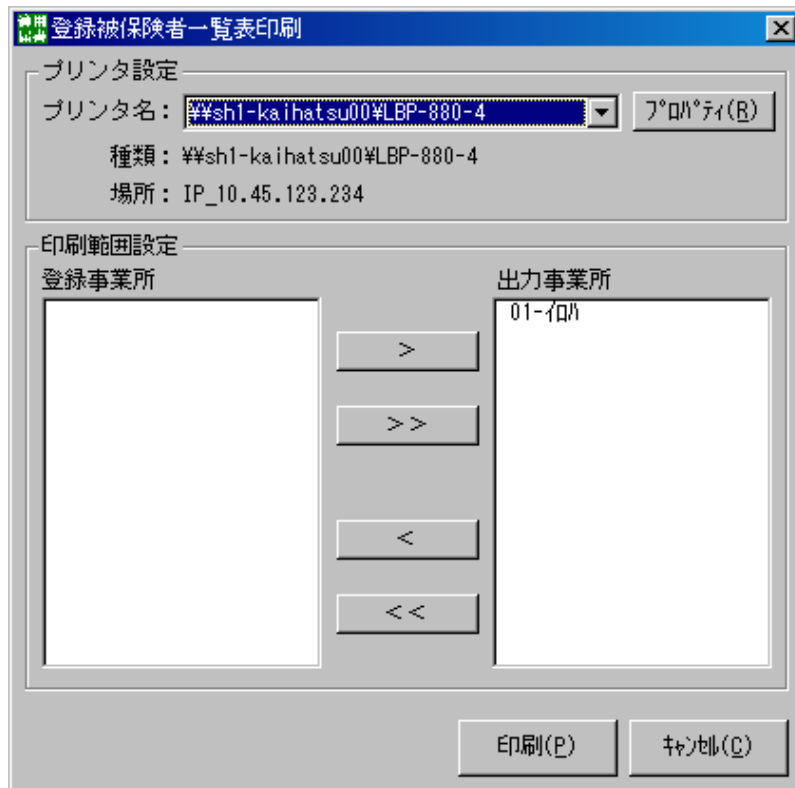 登録被保険者一覧表印刷
プリンタ設定
プリンタ名： ¥¥sh1-kaihatsu00¥LBP-880-4 ﾌﾟﾛﾊﾟﾃｨ(R)
種類： ¥¥sh1-kaihatsu00¥LBP-880-4
場所： IP_10.45.123.234
印刷範囲設定
登録事業所 出力事業所
01-ｲﾛﾊ
>
>>
<
<<
印刷(P) ｷｬﾝｾﾙ(C)